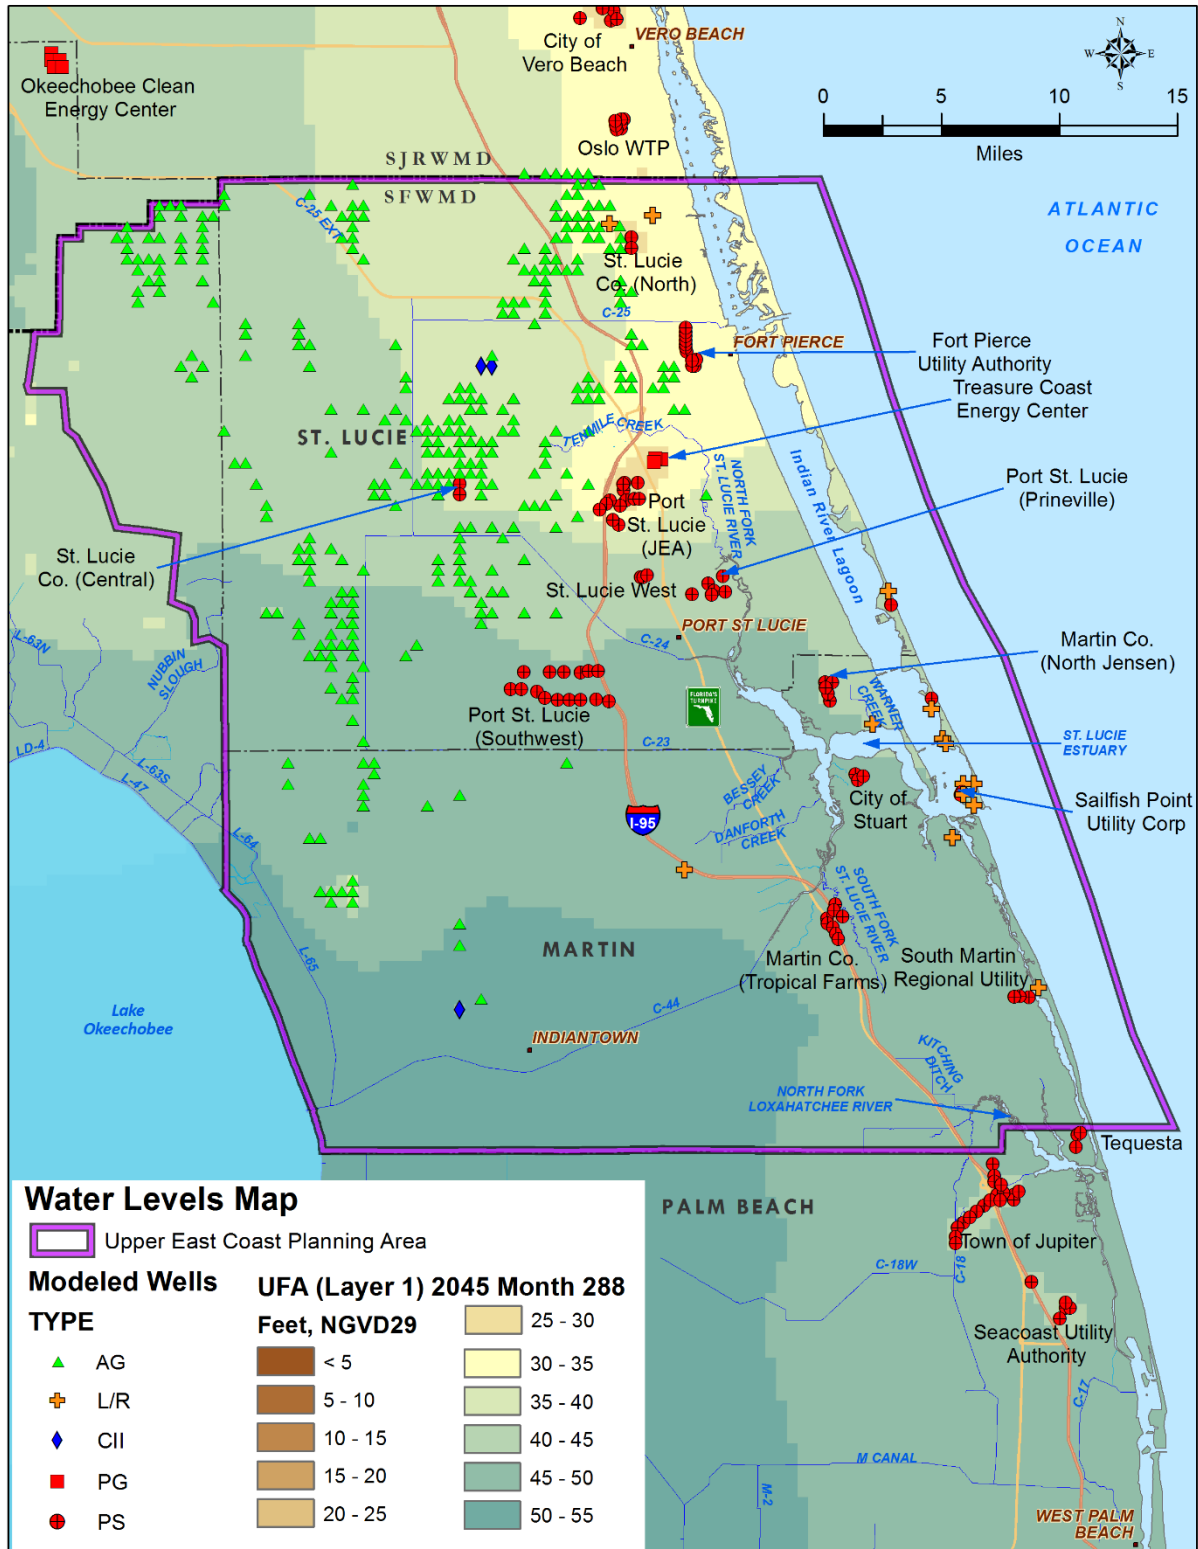 VERO BEACH
City of
Vero Beach
Okeechobee Clean
Energy Center
N
W
E
S
0
5
10
15
Miles
Oslo WTP
SJRWMD
SFWMD
C-25 EXT
ATLANTIC
OCEAN
St. Lucie
Co. (North)
C-25
FORT PIERCE
Fort Pierce
Utility Authority
Treasure Coast
Energy Center
ST. LUCIE
TENMILE CREEK
NORTH FORK
ST. LUCIE RIVER
Indian River Lagoon
Port St. Lucie
(Prineville)
Port
St. Lucie
(JEA)
St. Lucie
Co. (Central)
St. Lucie West
PORT ST LUCIE
C-24
L-63N
NUBBIN
SLOUGH
Martin Co.
(North Jensen)
WARNER
CREEK
FLORIDA'S
TURNPIKE
Port St. Lucie
(Southwest)
C-23
ST. LUCIE
ESTUARY
LD-4
L-63S
L-47
L-64
BESSEY
CREEK
DANFORTH
CREEK
City of
Stuart
Sailfish Point
Utility Corp
I-95
SOUTH FORK
ST. LUCIE RIVER
MARTIN
L-65
Martin Co.
(Tropical Farms)
South Martin
Regional Utility
Lake
Okeechobee
C-44
INDIANTOWN
KITCHING
DITCH
NORTH FORK
LOXAHATCHEE RIVER
Tequesta
PALM BEACH
Town of Jupiter
C-18
C-18W
Seacoast Utility
Authority
C-17
M CANAL
M-2
WEST PALM
BEACH
Water Levels Map
Upper East Coast Planning Area
Modeled Wells
TYPE
AG
L/R
CII
PG
PS
UFA (Layer 1) 2045 Month 288
Feet, NGVD29
< 5
5 - 10
10 - 15
15 - 20
20 - 25
25 - 30
30 - 35
35 - 40
40 - 45
45 - 50
50 - 55